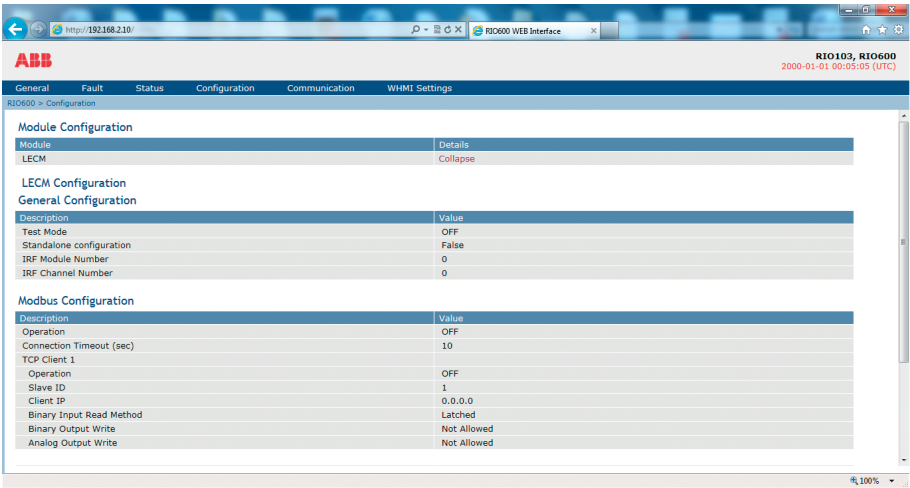 http://192.168.2.10/
RIO600 WEB Interface
ABB
RIO103, RIO600
2000-01-01 00:05:05 (UTC)
General Fault Status Configuration Communication WHMI Settings
RIO600 > Configuration
Module Configuration
Module Details
LECM Collapse
LECM Configuration
General Configuration
Description Value
Test Mode OFF
Standalone configuration False
IRF Module Number 0
IRF Channel Number 0
Modbus Configuration
Description Value
Operation OFF
Connection Timeout (sec) 10
TCP Client 1
Operation OFF
Slave ID 1
Client IP 0.0.0.0
Binary Input Read Method Latched
Binary Output Write Not Allowed
Analog Output Write Not Allowed
100%